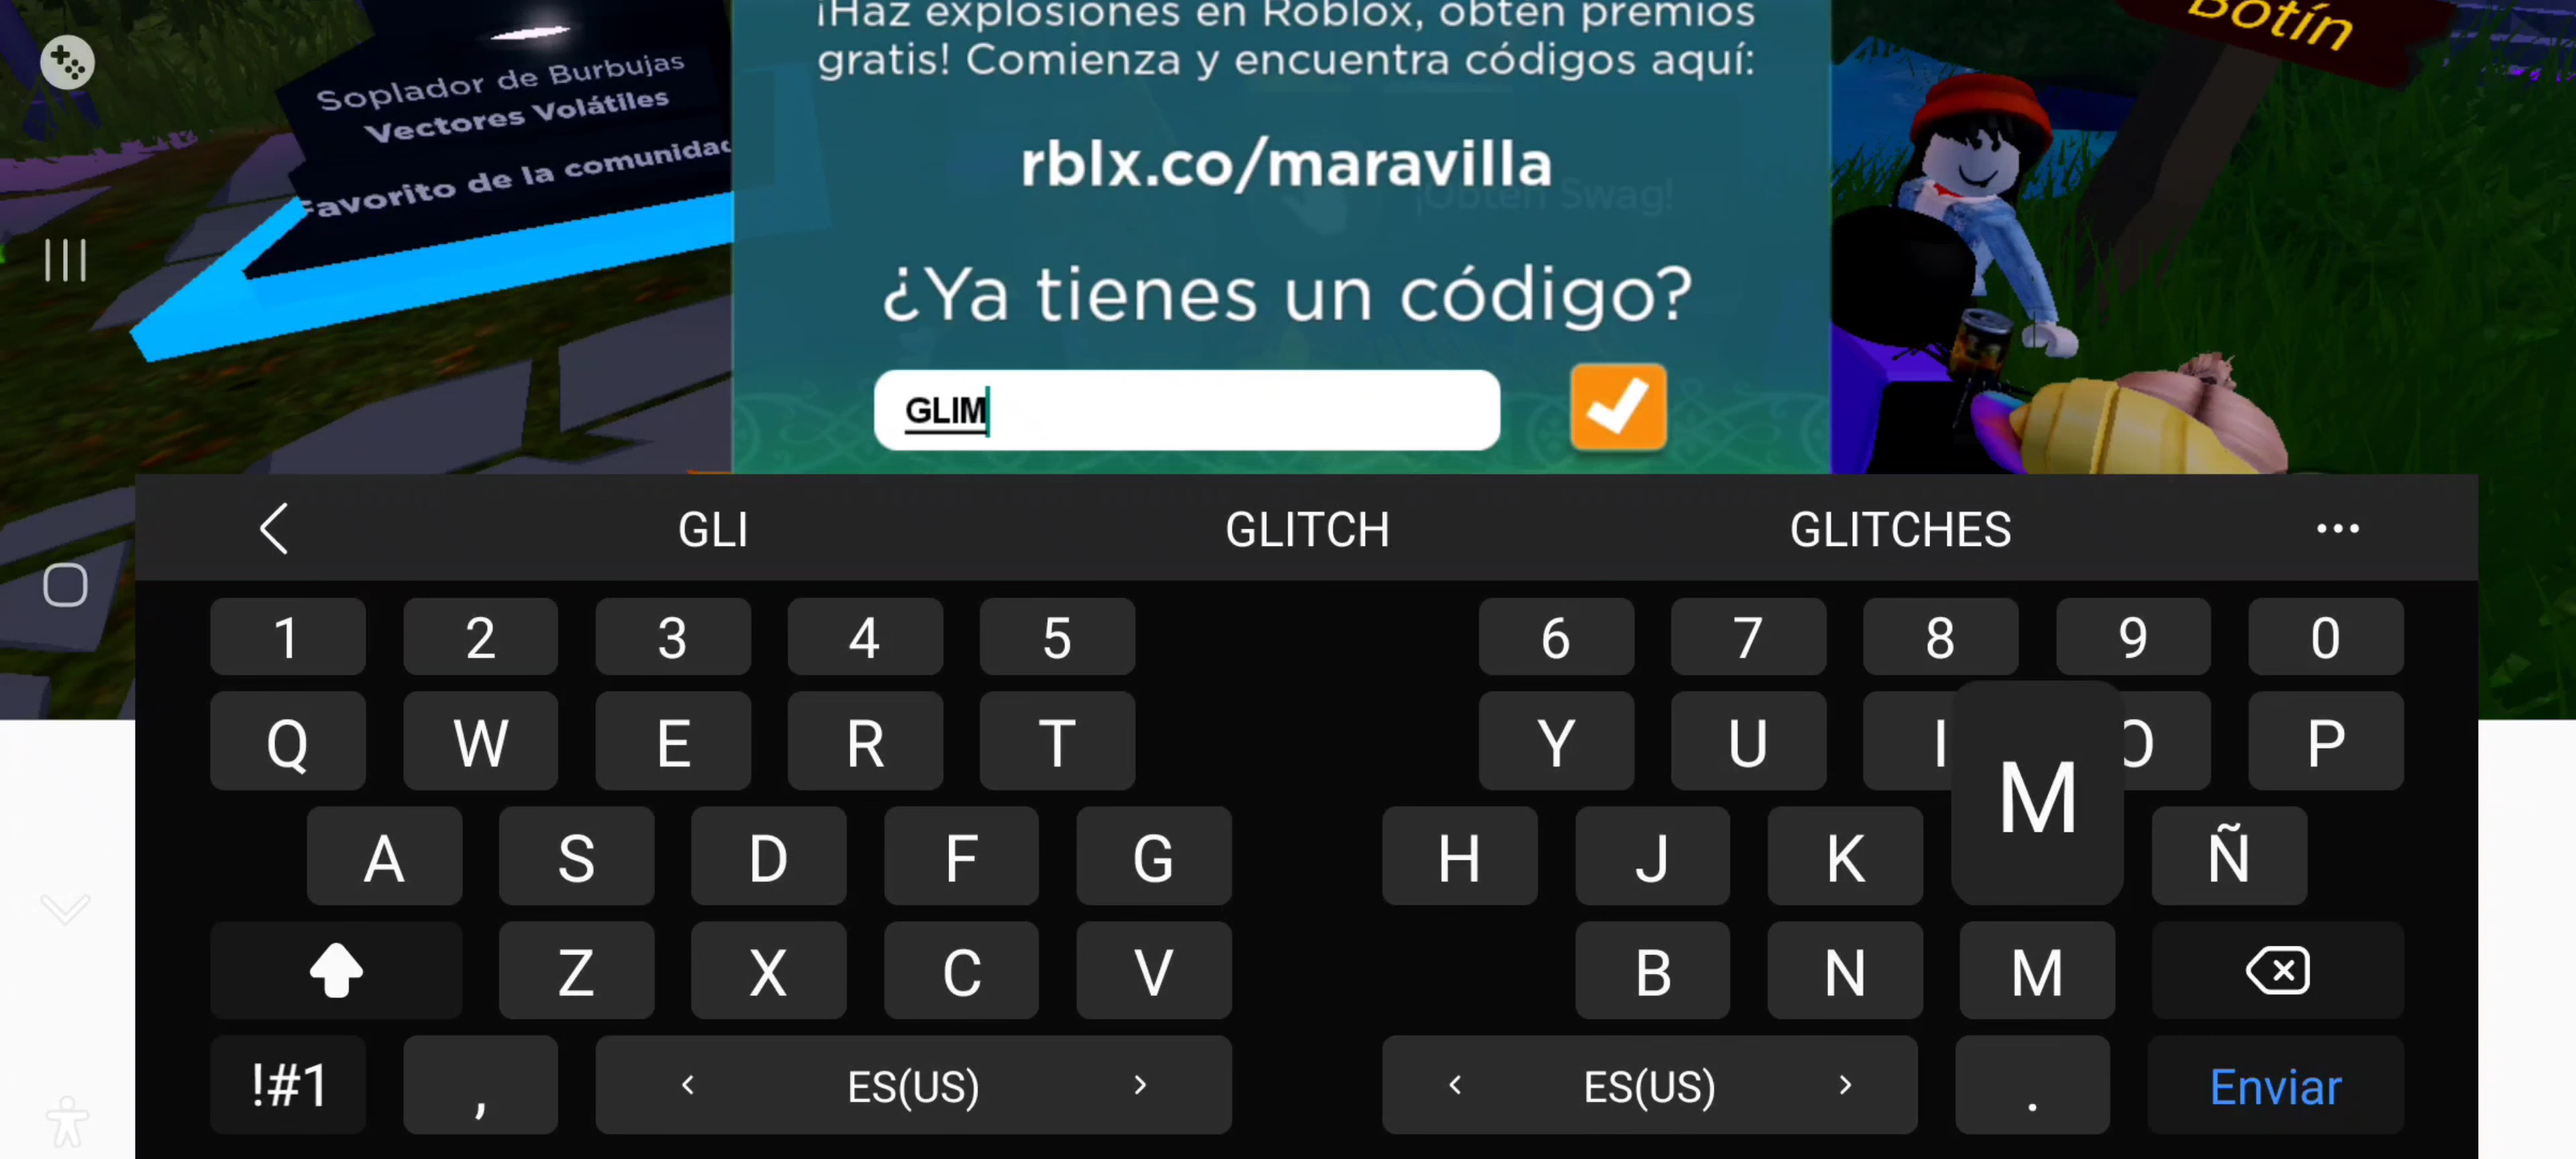 ¡Haz explosiones en Roblox, obtén premios
gratis! Comienza y encuentra códigos aquí:
rblx.co/maravilla
¡Obtén Swag!
¿Ya tienes un código?
GLIM
Soplador de Burbujas
Vectores Volátiles
Favorito de la comunidad
Botín
GLI GLITCH GLITCHES
1 2 3 4 5 6 7 8 9 0
Q W E R T Y U I O P
A S D F G H J K M Ñ
Z X C V B N M
!#1 , ES(US) ES(US) . Enviar